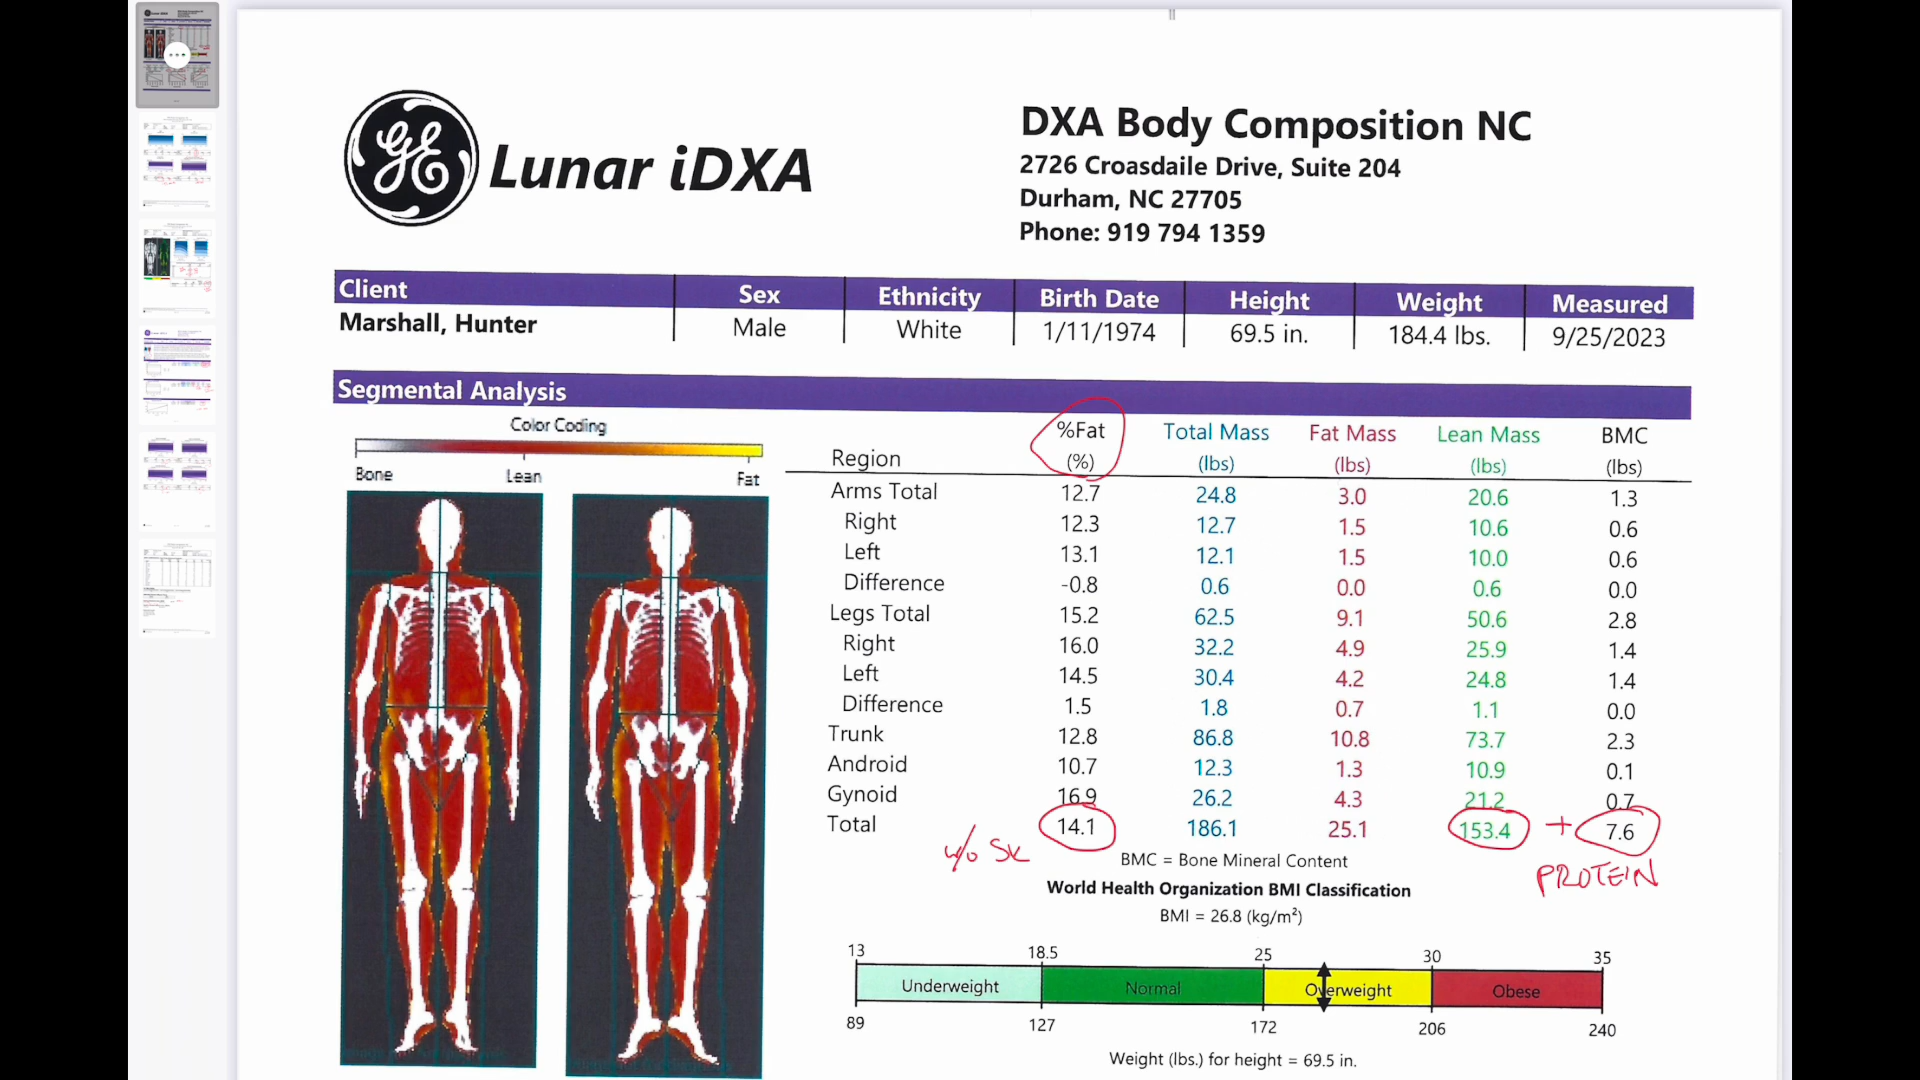 GE Lunar iDXA
DXA Body Composition NC
2726 Croasdaile Drive, Suite 204
Durham, NC 27705
Phone: 919 794 1359
Client Sex Ethnicity Birth Date Height Weight Measured
Marshall, Hunter Male White 1/11/1974 69.5 in. 184.4 lbs. 9/25/2023
Segmental Analysis
Color Coding
Bone Lean Fat
Region %Fat (%) Total Mass (lbs) Fat Mass (lbs) Lean Mass (lbs) BMC (lbs)
Arms Total 12.7 24.8 3.0 20.6 1.3
Right 12.3 12.7 1.5 10.6 0.6
Left 13.1 12.1 1.5 10.0 0.6
Difference -0.8 0.6 0.0 0.6 0.0
Legs Total 15.2 62.5 9.1 50.6 2.8
Right 16.0 32.2 4.9 25.9 1.4
Left 14.5 30.4 4.2 24.8 1.4
Difference 1.5 1.8 0.7 1.1 0.0
Trunk 12.8 86.8 10.8 73.7 2.3
Android 10.7 12.3 1.3 10.9 0.1
Gynoid 16.9 26.2 4.3 21.2 0.7
Total 14.1 186.1 25.1 153.4 + 7.6
w/o SK
PROTEIN
BMC = Bone Mineral Content
World Health Organization BMI Classification
BMI = 26.8 (kg/m²)
13 18.5 25 30 35
Underweight Normal Overweight Obese
89 127 172 206 240
Weight (lbs.) for height = 69.5 in.